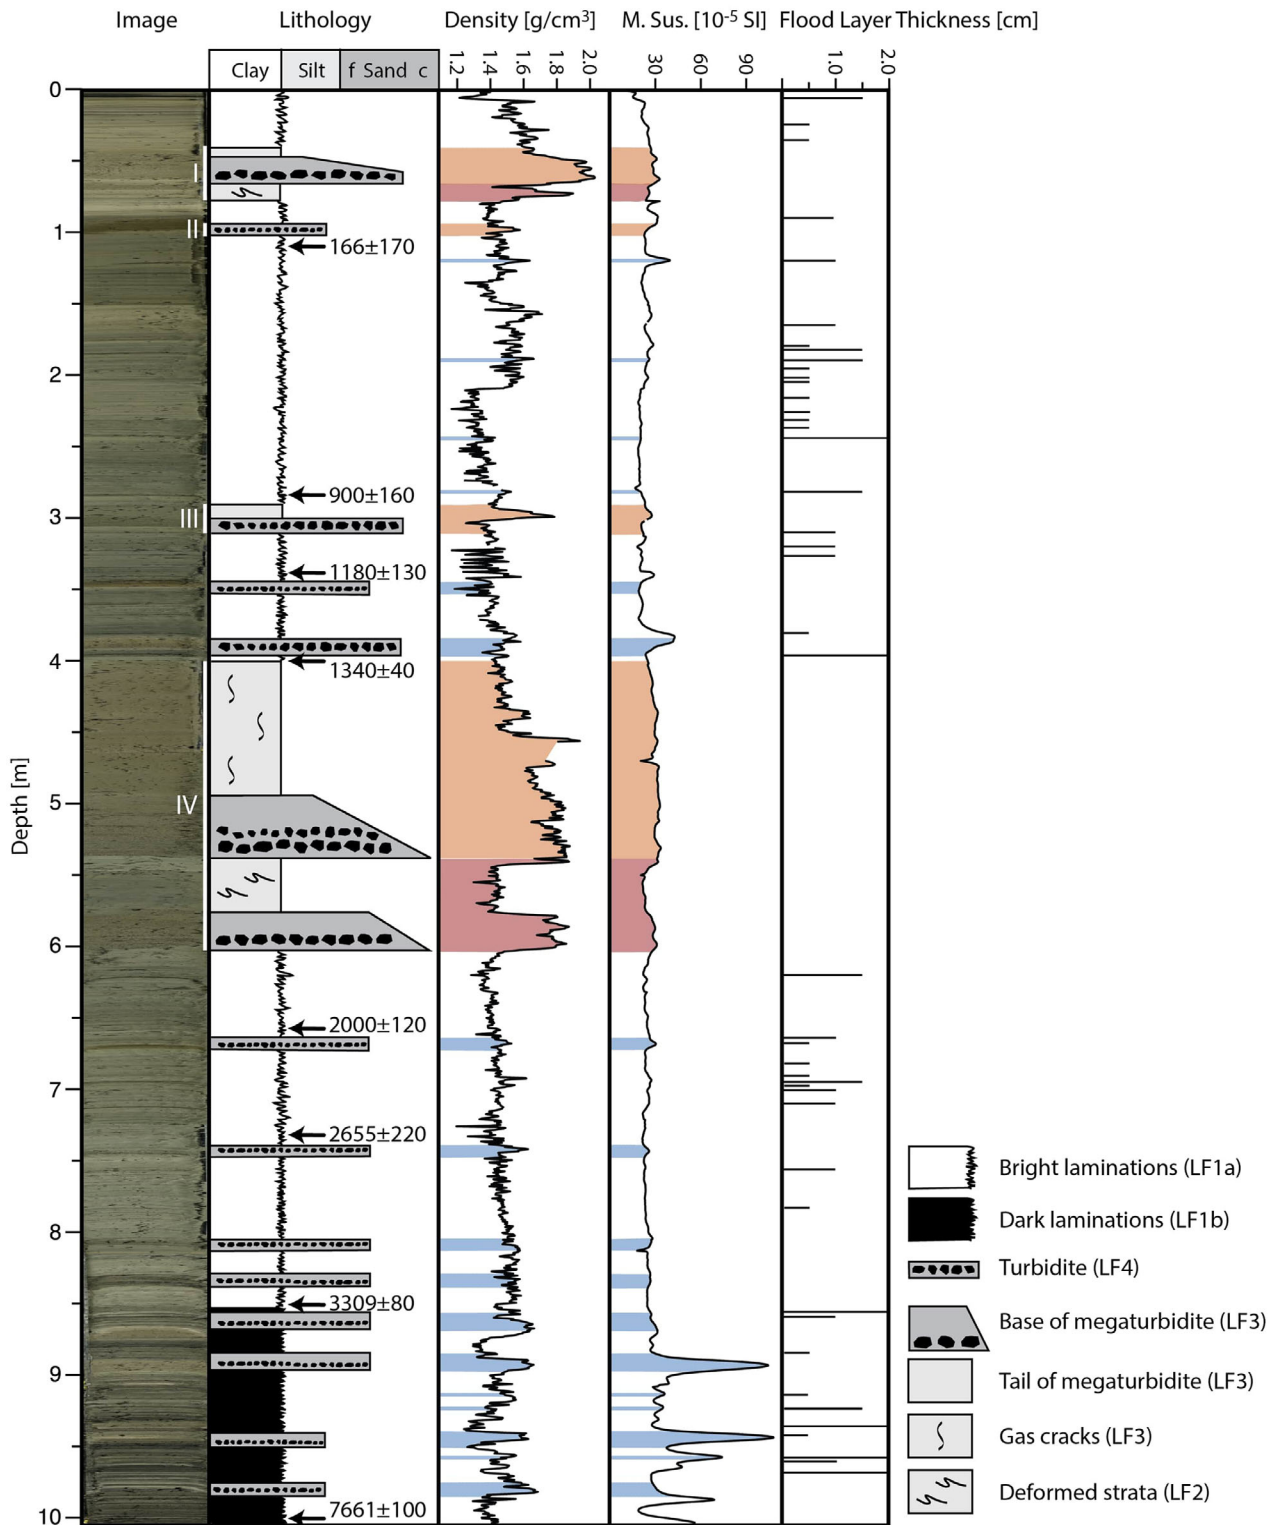 Image Lithology Density [g/cm³] M. Sus. [10⁻⁵ SI] Flood Layer Thickness [cm]
Clay Silt f Sand c 1.2 1.4 1.6 1.8 2.0 30 60 90 1.0 2.0
0
I
1
II
166±170
2
900±160
3
III
1180±130
4
1340±40
Depth [m]
5
IV
6
2000±120
7
2655±220
8
3309±80
9
10
7661±100
Bright laminations (LF1a)
Dark laminations (LF1b)
Turbidite (LF4)
Base of megaturbidite (LF3)
Tail of megaturbidite (LF3)
Gas cracks (LF3)
Deformed strata (LF2)